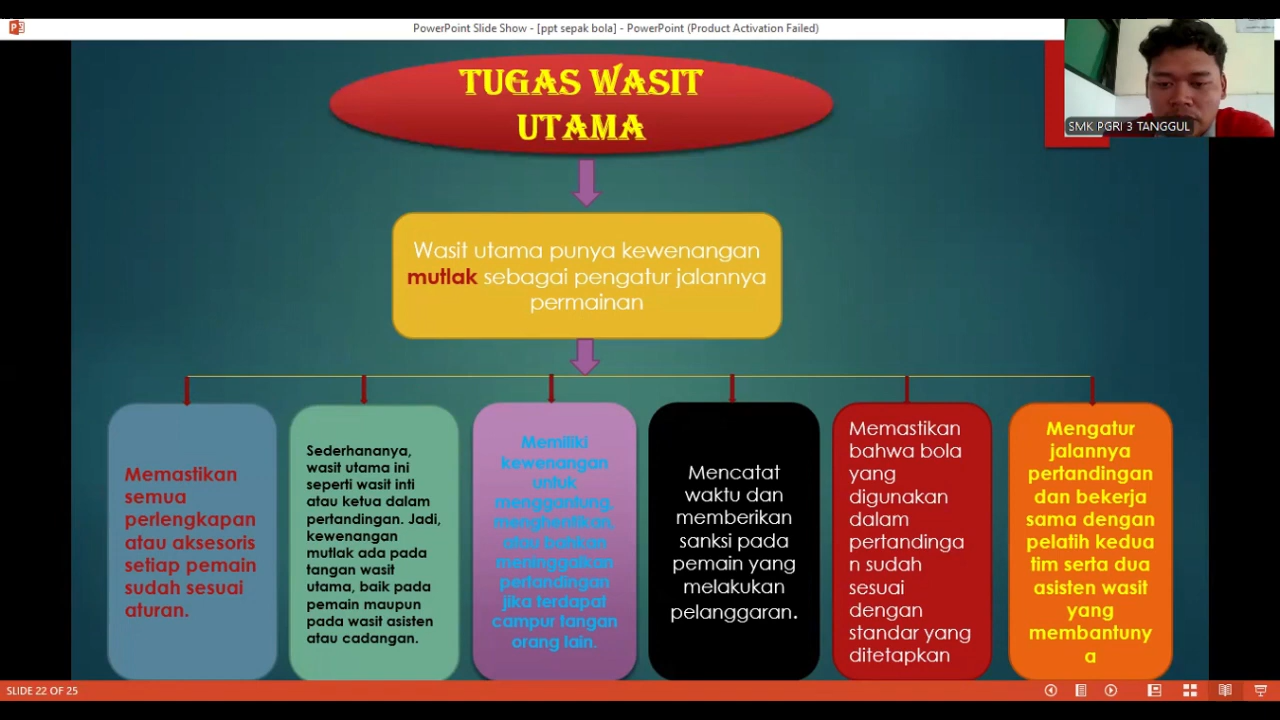 PowerPoint Slide Show - [ppt sepak bola] - PowerPoint (Product Activation Failed)
SMK PGRI 3 TANGGUL
TUGAS WASIT
UTAMA
Wasit utama punya kewenangan
mutlak sebagai pengatur jalannya
permainan
Memastikan
semua
perlengkapan
atau aksesoris
setiap pemain
sudah sesuai
aturan.
Sederhananya,
wasit utama ini
seperti wasit inti
atau ketua dalam
pertandingan. Jadi,
kewenangan
mutlak ada pada
tangan wasit
utama, baik pada
pemain maupun
pada wasit asisten
atau cadangan.
Memiliki
kewenangan
untuk
menggantung,
menghentikan,
atau bahkan
meninggalkan
pertandingan
jika terdapat
campur tangan
orang lain.
Mencatat
waktu dan
memberikan
sanksi pada
pemain yang
melakukan
pelanggaran.
Memastikan
bahwa bola
yang
digunakan
dalam
pertandinga
n sudah
sesuai
dengan
standar yang
ditetapkan
Mengatur
jalannya
pertandingan
dan bekerja
sama dengan
pelatih kedua
tim serta dua
asisten wasit
yang
membantuny
a
SLIDE 22 OF 25